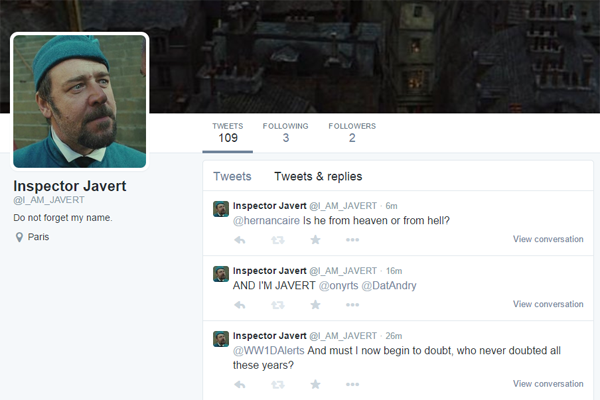 TWEETS FOLLOWING FOLLOWERS
109 3 2
Inspector Javert
@I_AM_JAVERT
Do not forget my name.
Paris
Tweets Tweets & replies
Inspector Javert @I_AM_JAVERT · 6m
@hernancaire Is he from heaven or from hell?
View conversation
Inspector Javert @I_AM_JAVERT · 16m
AND I'M JAVERT @onyrts @DatAndry
View conversation
Inspector Javert @I_AM_JAVERT · 26m
@WW1DAlerts And must I now begin to doubt, who never doubted all
these years?
View conversation